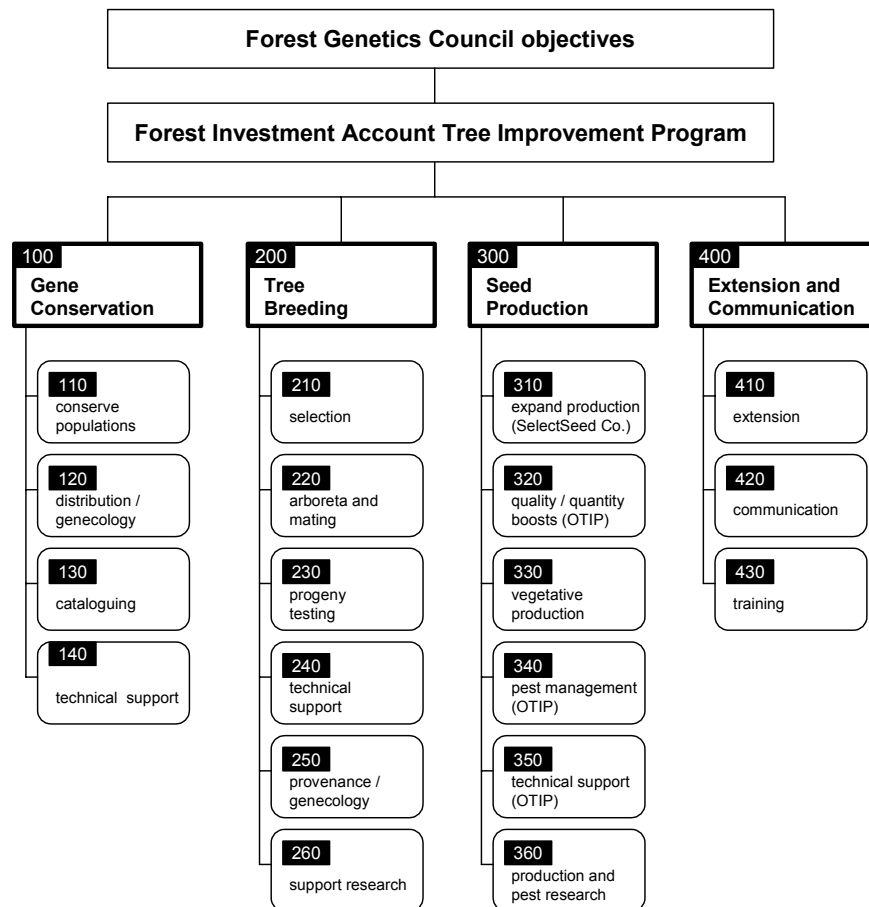 Forest Genetics Council objectives
Forest Investment Account Tree Improvement Program
100
Gene
Conservation
110
conserve
populations
120
distribution /
genecology
130
cataloguing
140
technical support
200
Tree
Breeding
210
selection
220
arboreta and
mating
230
progeny
testing
240
technical
support
250
provenance /
genecology
260
support research
300
Seed
Production
310
expand production
(SelectSeed Co.)
320
quality / quantity
boosts (OTIP)
330
vegetative
production
340
pest management
(OTIP)
350
technical support
(OTIP)
360
production and
pest research
400
Extension and
Communication
410
extension
420
communication
430
training